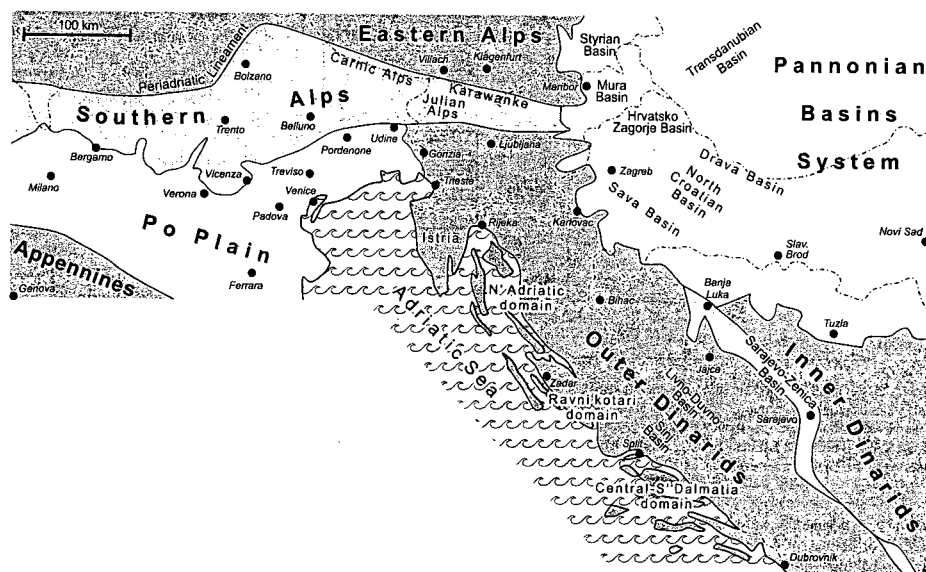 100 km
Eastern Alps
Styrian
Basin
Transdanubian
Basin
Pannonian
Basins
System
Periadriatic Lineament
Bolzano
Carnic Alps
Villach
Klagenfurt
Karawanke
Maribor
Mura
Basin
Southern Alps
Julian
Alps
Hrvatsko
Zagorje Basin
Trento
Belluno
Udine
Pordenone
Gorizia
Ljubljana
Bergamo
Milano
Vicenza
Treviso
Venice
Trieste
Zagreb
Drava Basin
North
Croatian
Basin
Sava Basin
Verona
Padova
Po Plain
Istria
Rijeka
Karlovac
Slav.
Brod
Novi Sad
Appennines
Genova
Ferrara
Adriatic Sea
N' Adriatic
domain
Bihac
Banja
Luka
Tuzla
Outer Dinarids
Inner Dinarids
Jajca
Sarajevo-Zenica
Basin
Sarajevo
Zadar
Ravni kotari
domain
Livno-Duvno
Basin
Sinj
Basin
Split
Central-S' Dalmatia
domain
Dubrovnik